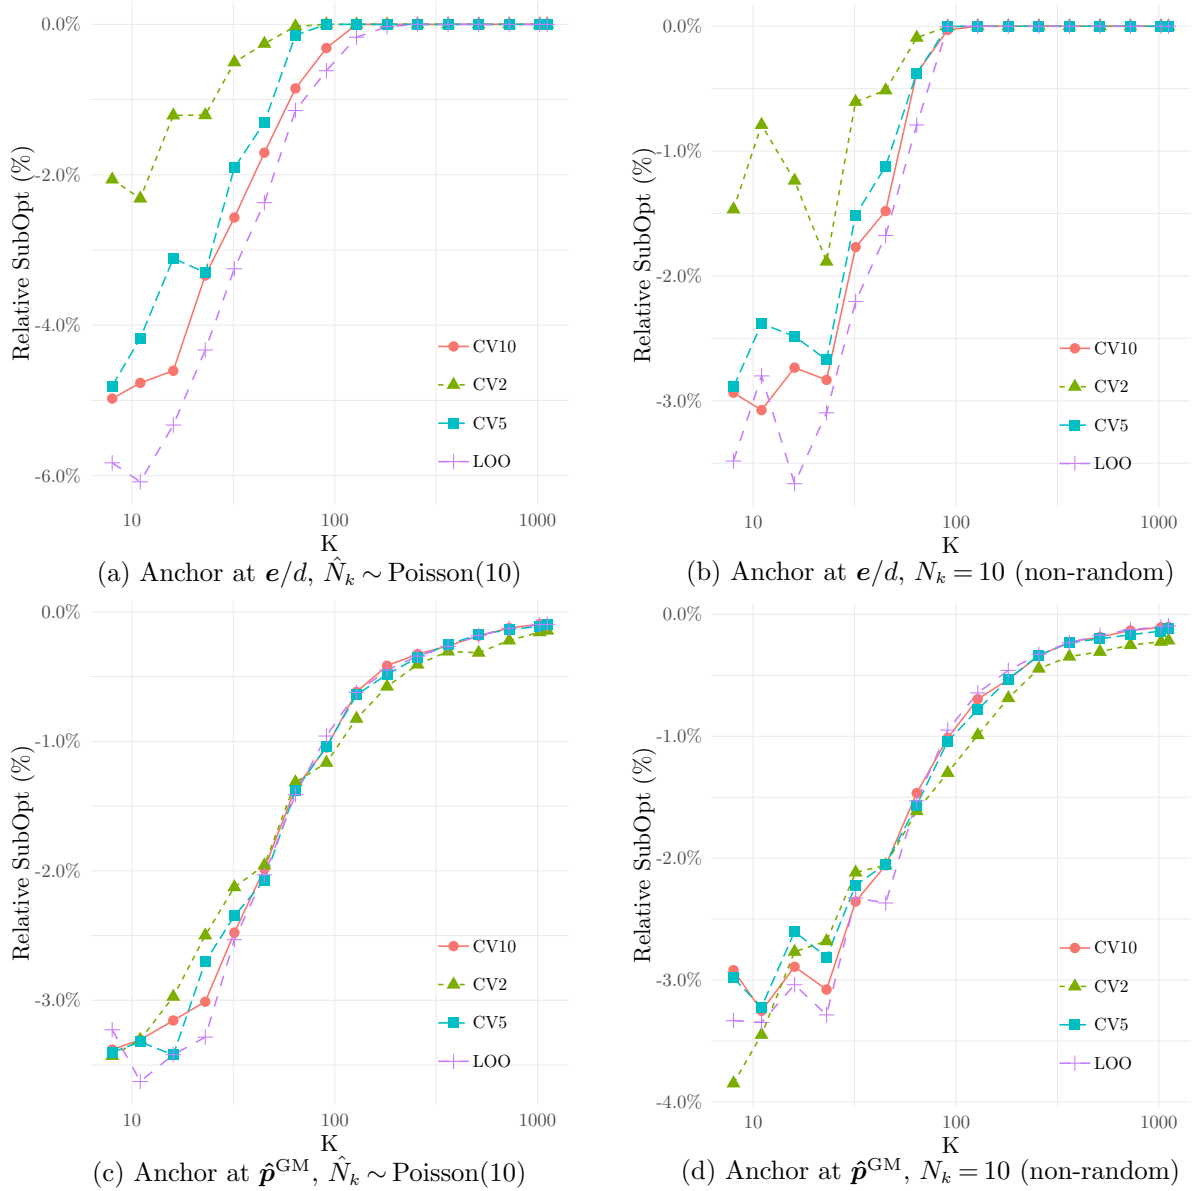 0.0%
-2.0%
-4.0%
-6.0%
Relative SubOpt (%)
CV10
CV2
CV5
LOO
10 100 1000
K
(a) Anchor at e/d, N̂ₖ ∼ Poisson(10)
0.0%
-1.0%
-2.0%
-3.0%
Relative SubOpt (%)
CV10
CV2
CV5
LOO
10 100 1000
K
(b) Anchor at e/d, Nₖ = 10 (non-random)
0.0%
-1.0%
-2.0%
-3.0%
Relative SubOpt (%)
CV10
CV2
CV5
LOO
10 100 1000
K
(c) Anchor at p̂ᴳᴹ, N̂ₖ ∼ Poisson(10)
0.0%
-1.0%
-2.0%
-3.0%
-4.0%
Relative SubOpt (%)
CV10
CV2
CV5
LOO
10 100 1000
K
(d) Anchor at p̂ᴳᴹ, Nₖ = 10 (non-random)